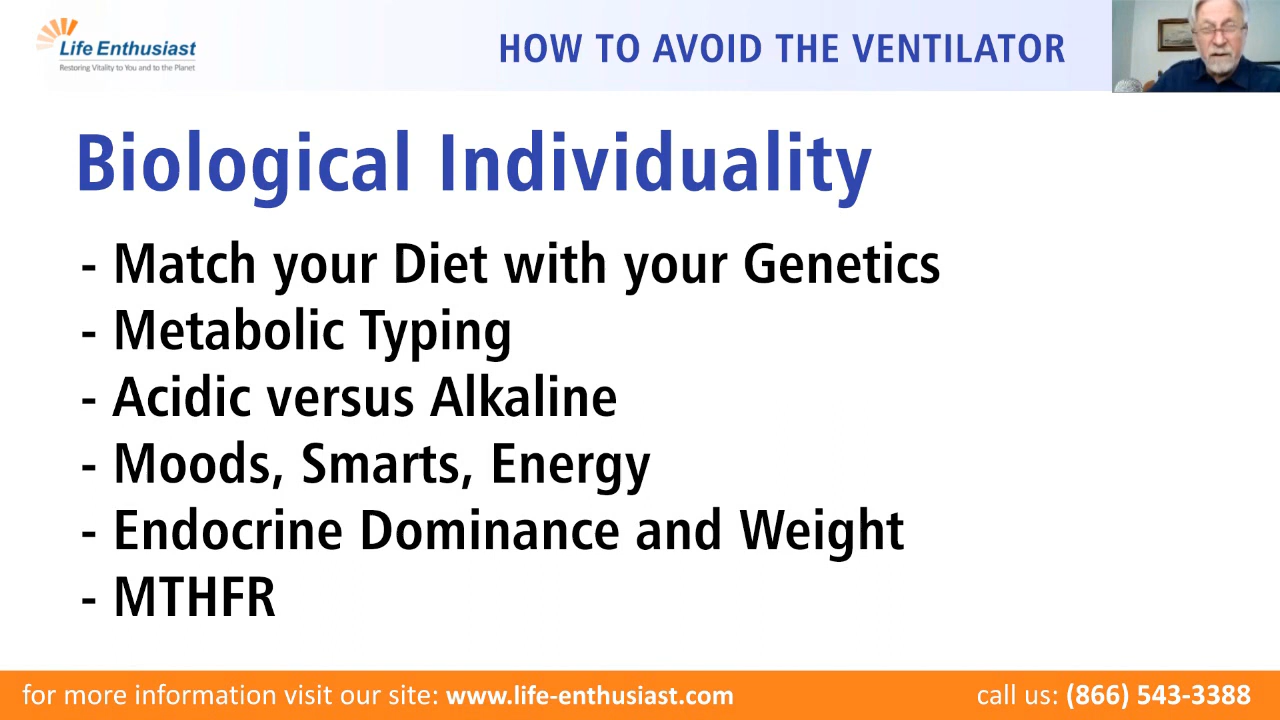 Life Enthusiast
Restoring Vitality to You and to the Planet
HOW TO AVOID THE VENTILATOR
Biological Individuality
- Match your Diet with your Genetics
- Metabolic Typing
- Acidic versus Alkaline
- Moods, Smarts, Energy
- Endocrine Dominance and Weight
- MTHFR
for more information visit our site: www.life-enthusiast.com
call us: (866) 543-3388